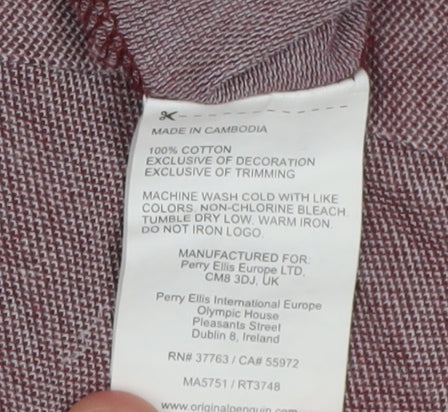 MADE IN CAMBODIA
100% COTTON
EXCLUSIVE OF DECORATION
EXCLUSIVE OF TRIMMING
MACHINE WASH COLD WITH LIKE
COLORS. NON-CHLORINE BLEACH.
TUMBLE DRY LOW. WARM IRON.
DO NOT IRON LOGO.
MANUFACTURED FOR:
Perry Ellis Europe LTD.
CM8 3DJ, UK
Perry Ellis International Europe
Olympic House
Pleasants Street
Dublin 8, Ireland
RN# 37763 / CA# 55972
MA5751 / RT3748
www.originalpenguin.com